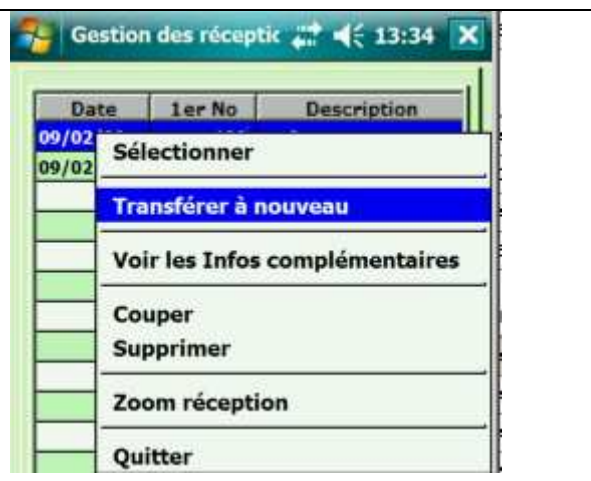 Gestion des réceptic 13:34
Date 1er No Description
09/02
Sélectionner
09/02
Transférer à nouveau
Voir les Infos complémentaires
Couper
Supprimer
Zoom réception
Quitter